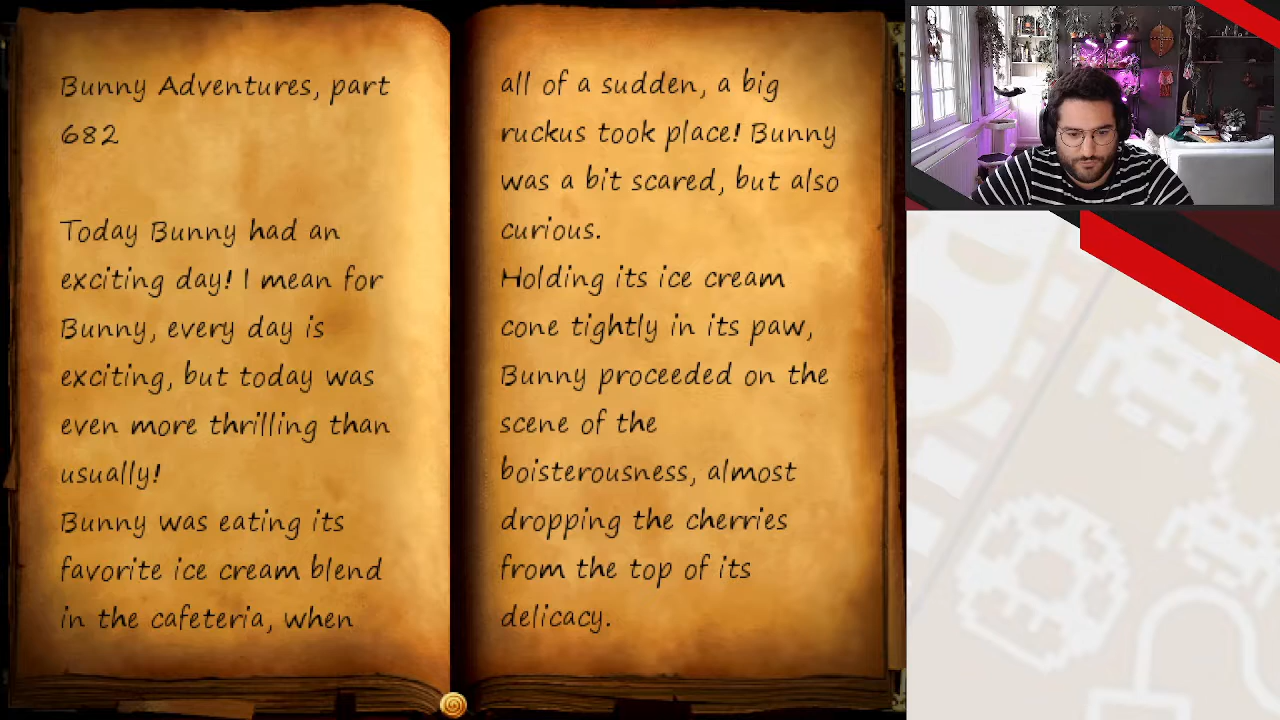 Bunny Adventures, part
682
Today Bunny had an
exciting day! I mean for
Bunny, every day is
exciting, but today was
even more thrilling than
usually!
Bunny was eating its
favorite ice cream blend
in the cafeteria, when
all of a sudden, a big
ruckus took place! Bunny
was a bit scared, but also
curious.
Holding its ice cream
cone tightly in its paw,
Bunny proceeded on the
scene of the
boisterousness, almost
dropping the cherries
from the top of its
delicacy.